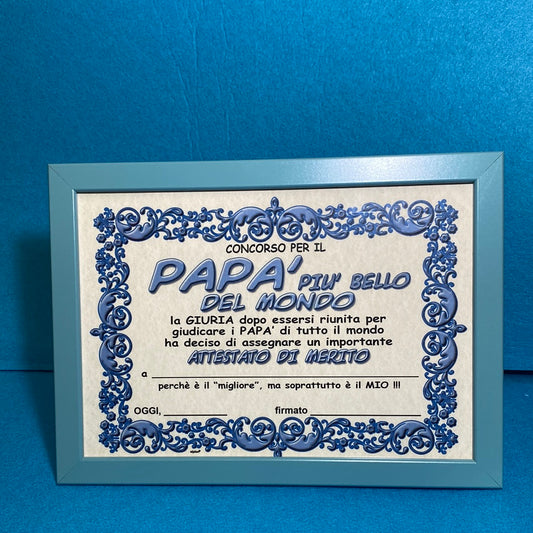 CONCORSO PER IL
PAPA' PIU' BELLO
DEL MONDO
la GIURIA dopo essersi riunita per
giudicare i PAPA' di tutto il mondo
ha deciso di assegnare un importante
ATTESTATO DI MERITO
a
perchè è il "migliore", ma soprattutto è il MIO !!!
OGGI, firmato